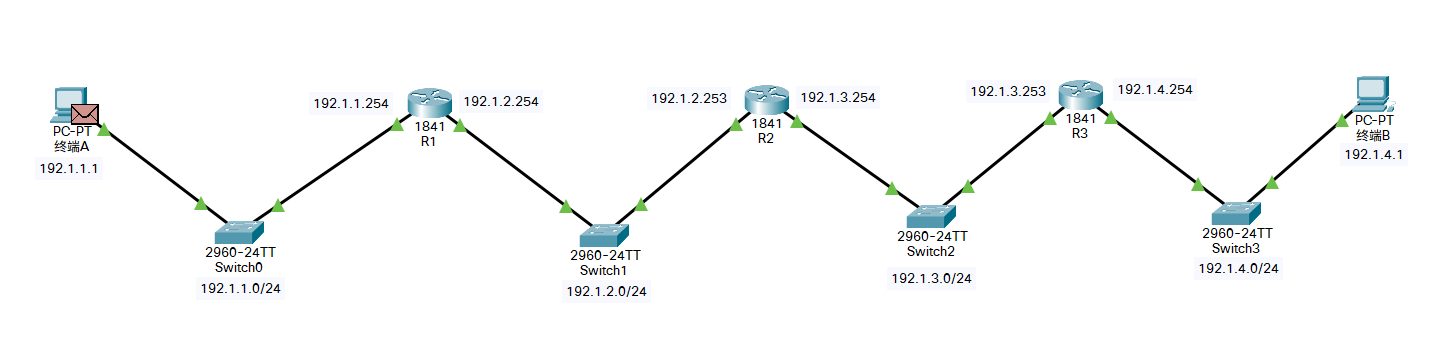 PC-PT
终端A
192.1.1.1
2960-24TT
Switch0
192.1.1.0/24
192.1.1.254
1841
R1
192.1.2.254
2960-24TT
Switch1
192.1.2.0/24
192.1.2.253
1841
R2
192.1.3.254
2960-24TT
Switch2
192.1.3.0/24
192.1.3.253
1841
R3
192.1.4.254
2960-24TT
Switch3
192.1.4.0/24
PC-PT
终端B
192.1.4.1